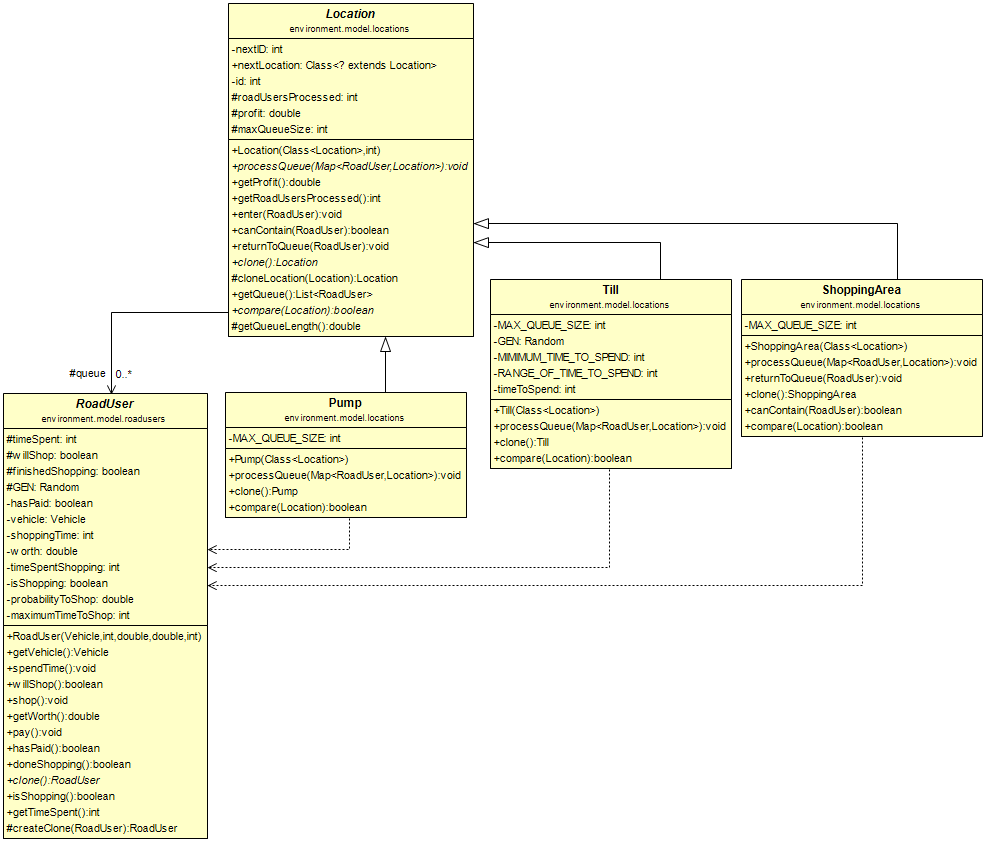 Location
environment.model.locations
-nextID: int
+nextLocation: Class<? extends Location>
-id: int
#roadUsersProcessed: int
#profit: double
#maxQueueSize: int
+Location(Class<Location>,int)
+processQueue(Map<RoadUser,Location>):void
+getProfit():double
+getRoadUsersProcessed():int
+enter(RoadUser):void
+canContain(RoadUser):boolean
+returnToQueue(RoadUser):void
+clone():Location
#cloneLocation(Location):Location
+getQueue():List<RoadUser>
+compare(Location):boolean
#getQueueLength():double
#queue
0..*
RoadUser
environment.model.roadusers
#timeSpent: int
#willShop: boolean
#finishedShopping: boolean
#GEN: Random
-hasPaid: boolean
-vehicle: Vehicle
-shoppingTime: int
-worth: double
-timeSpentShopping: int
-isShopping: boolean
-probabilityToShop: double
-maximumTimeToShop: int
+RoadUser(Vehicle,int,double,double,int)
+getVehicle():Vehicle
+spendTime():void
+willShop():boolean
+shop():void
+getWorth():double
+pay():void
+hasPaid():boolean
+doneShopping():boolean
+clone():RoadUser
+isShopping():boolean
+getTimeSpent():int
#createClone(RoadUser):RoadUser
Pump
environment.model.locations
-MAX_QUEUE_SIZE: int
+Pump(Class<Location>)
+processQueue(Map<RoadUser,Location>):void
+clone():Pump
+compare(Location):boolean
Till
environment.model.locations
-MAX_QUEUE_SIZE: int
-GEN: Random
-MIMIMUM_TIME_TO_SPEND: int
-RANGE_OF_TIME_TO_SPEND: int
-timeToSpend: int
+Till(Class<Location>)
+processQueue(Map<RoadUser,Location>):void
+clone():Till
+compare(Location):boolean
ShoppingArea
environment.model.locations
-MAX_QUEUE_SIZE: int
+ShoppingArea(Class<Location>)
+processQueue(Map<RoadUser,Location>):void
+returnToQueue(RoadUser):void
+clone():ShoppingArea
+canContain(RoadUser):boolean
+compare(Location):boolean